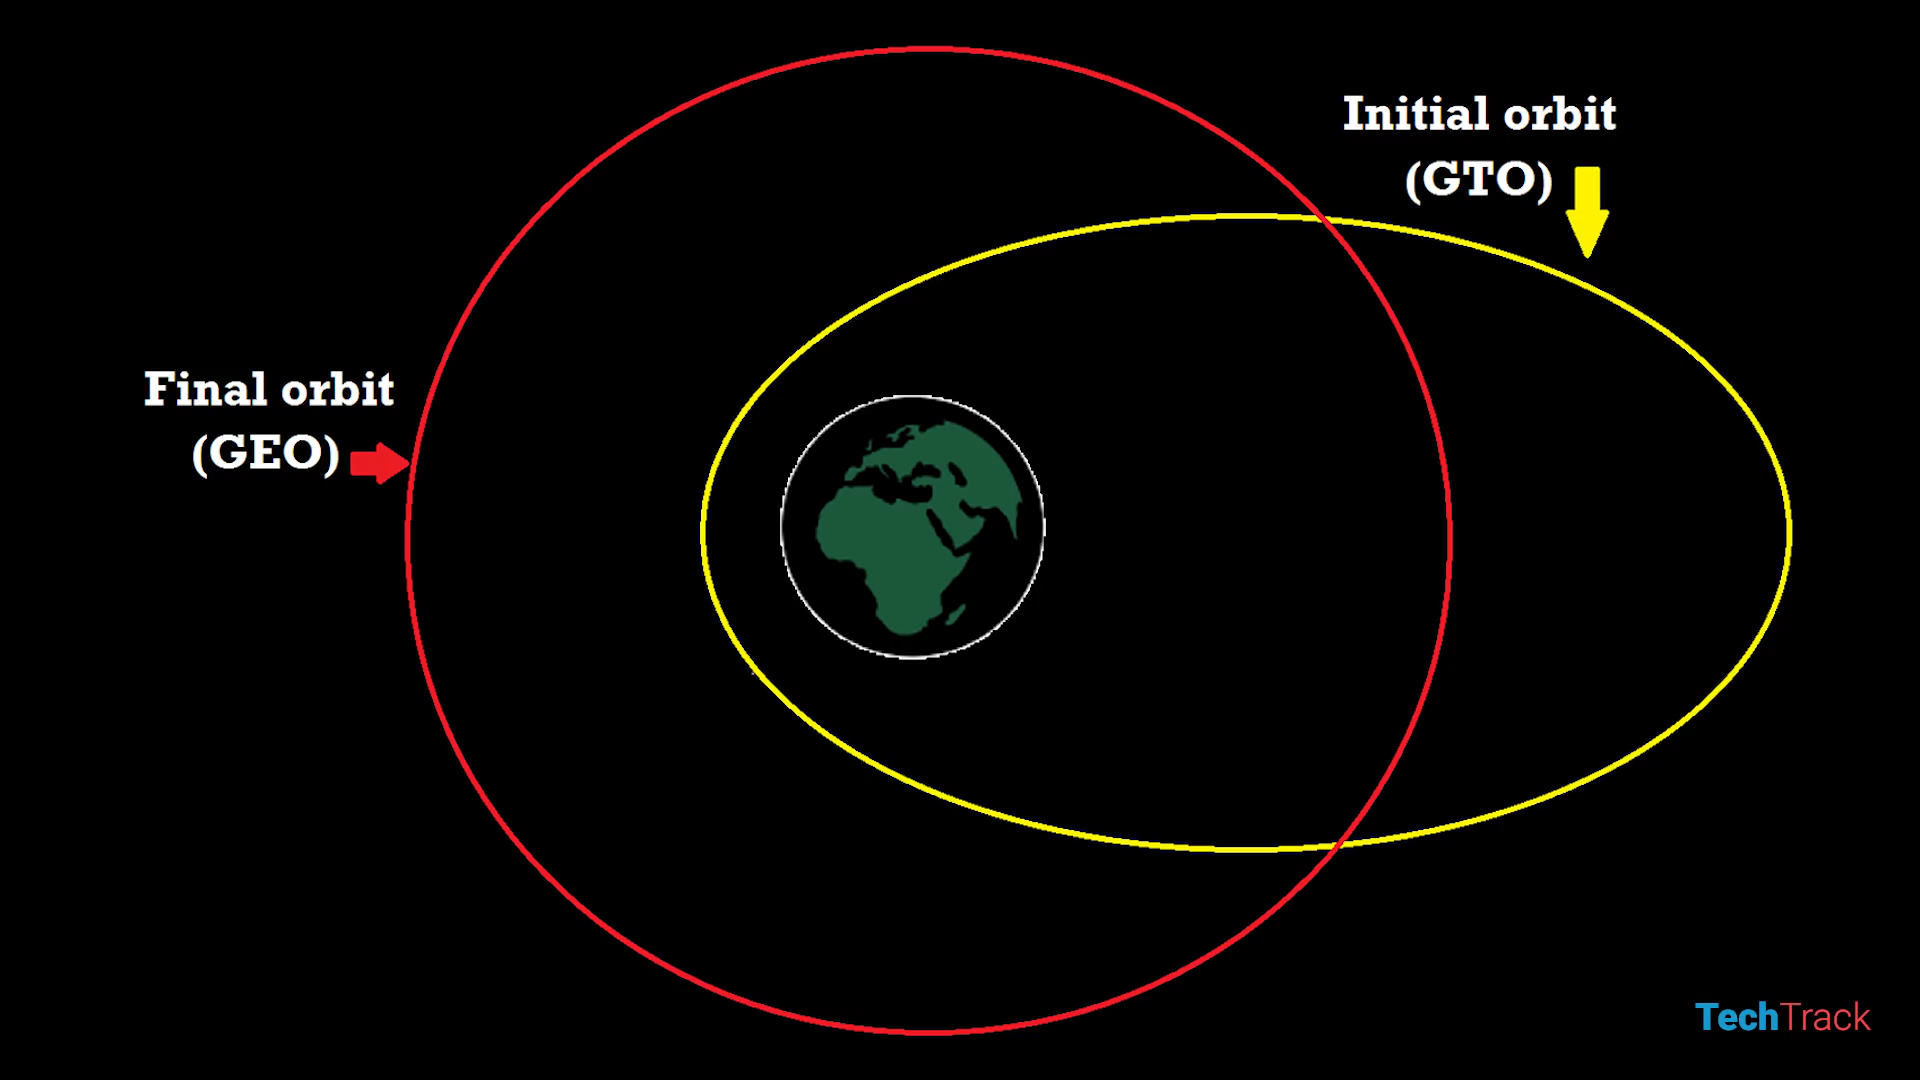 Initial orbit
(GTO)
Final orbit
(GEO)
TechTrack